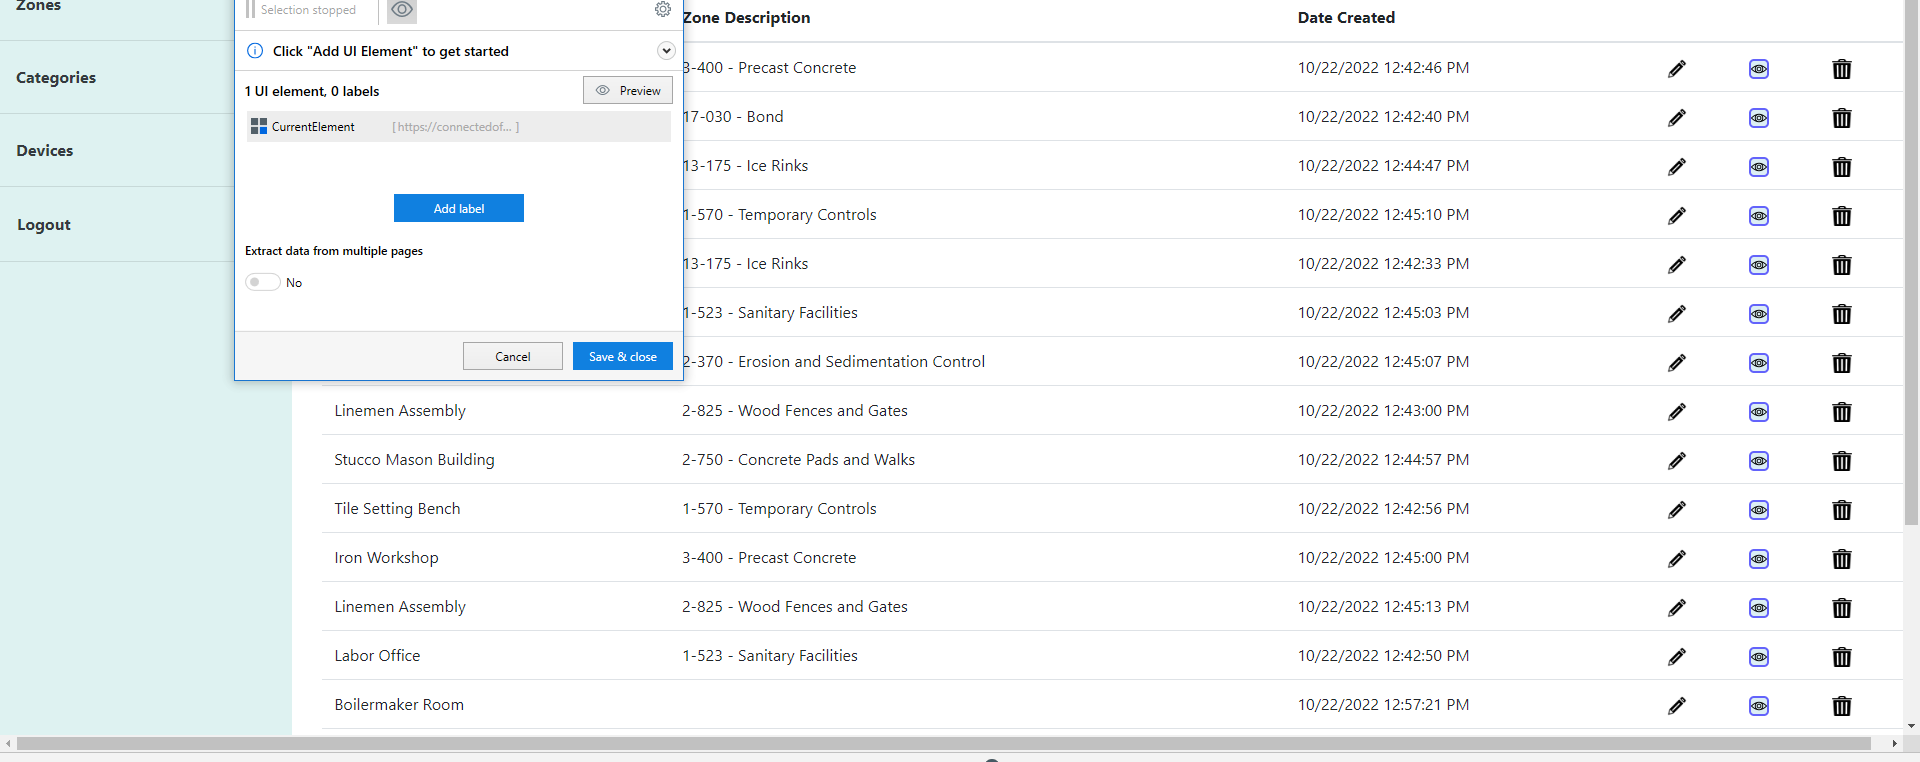 Zones
Categories
Devices
Logout
Selection stopped
Click "Add UI Element" to get started
1 UI element, 0 labels
Preview
CurrentElement [ https://connectedof... ]
Add label
Extract data from multiple pages
No
Cancel
Save & close
Zone Description Date Created
3-400 - Precast Concrete 10/22/2022 12:42:46 PM
17-030 - Bond 10/22/2022 12:42:40 PM
13-175 - Ice Rinks 10/22/2022 12:44:47 PM
1-570 - Temporary Controls 10/22/2022 12:45:10 PM
13-175 - Ice Rinks 10/22/2022 12:42:33 PM
1-523 - Sanitary Facilities 10/22/2022 12:45:03 PM
2-370 - Erosion and Sedimentation Control 10/22/2022 12:45:07 PM
Linemen Assembly 2-825 - Wood Fences and Gates 10/22/2022 12:43:00 PM
Stucco Mason Building 2-750 - Concrete Pads and Walks 10/22/2022 12:44:57 PM
Tile Setting Bench 1-570 - Temporary Controls 10/22/2022 12:42:56 PM
Iron Workshop 3-400 - Precast Concrete 10/22/2022 12:45:00 PM
Linemen Assembly 2-825 - Wood Fences and Gates 10/22/2022 12:45:13 PM
Labor Office 1-523 - Sanitary Facilities 10/22/2022 12:42:50 PM
Boilermaker Room 10/22/2022 12:57:21 PM